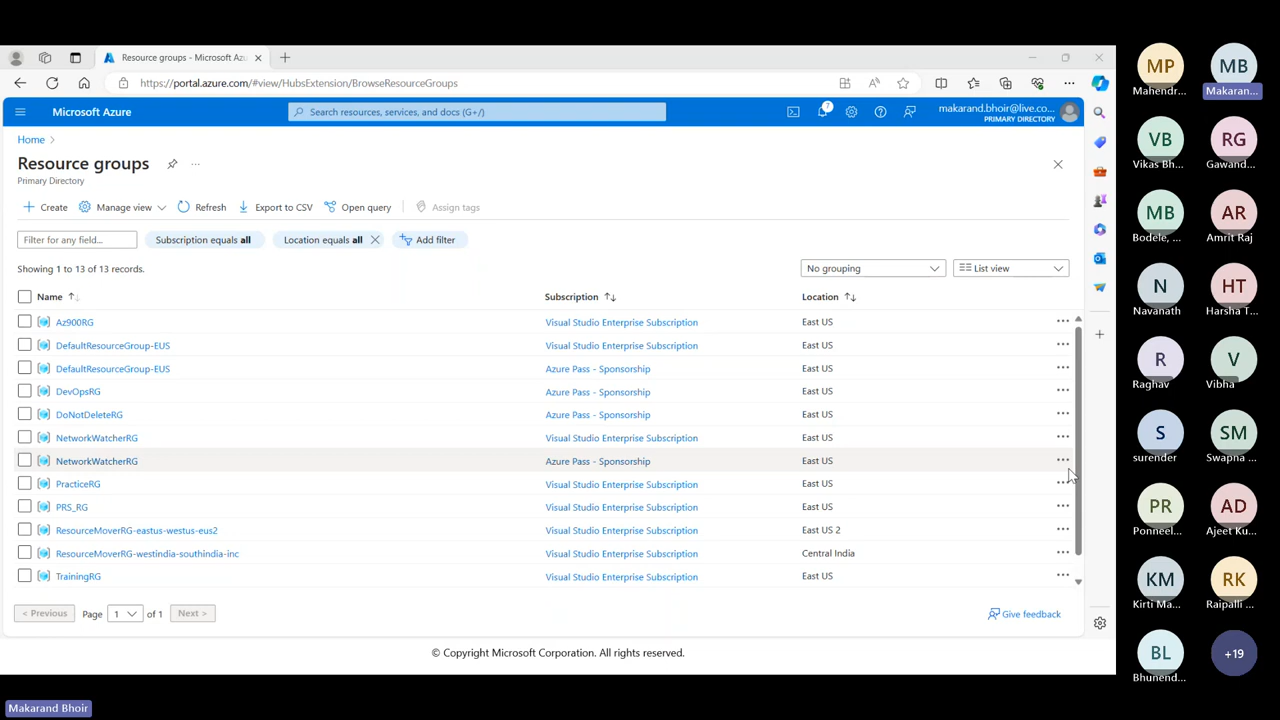 Resource groups - Microsoft Azu
https://portal.azure.com/#view/HubsExtension/BrowseResourceGroups
Microsoft Azure
Search resources, services, and docs (G+/)
7
makarand.bhoir@live.co...
PRIMARY DIRECTORY
Home
Resource groups
Primary Directory
Create
Manage view
Refresh
Export to CSV
Open query
Assign tags
Filter for any field...
Subscription equals all
Location equals all
Add filter
Showing 1 to 13 of 13 records.
No grouping
List view
Name
Subscription
Location
Az900RG Visual Studio Enterprise Subscription East US
DefaultResourceGroup-EUS Visual Studio Enterprise Subscription East US
DefaultResourceGroup-EUS Azure Pass - Sponsorship East US
DevOpsRG Azure Pass - Sponsorship East US
DoNotDeleteRG Azure Pass - Sponsorship East US
NetworkWatcherRG Visual Studio Enterprise Subscription East US
NetworkWatcherRG Azure Pass - Sponsorship East US
PracticeRG Visual Studio Enterprise Subscription East US
PRS_RG Visual Studio Enterprise Subscription East US
ResourceMoverRG-eastus-westus-eus2 Visual Studio Enterprise Subscription East US 2
ResourceMoverRG-westindia-southindia-inc Visual Studio Enterprise Subscription Central India
TrainingRG Visual Studio Enterprise Subscription East US
< Previous
Page 1 of 1
Next >
Give feedback
© Copyright Microsoft Corporation. All rights reserved.
Makarand Bhoir
MP
Mahendr...
MB
Makaran...
VB
Vikas Bh...
RG
Gawand...
MB
Bodele, ...
AR
Amrit Raj
N
Navanath
HT
Harsha T...
R
Raghav
V
Vibha
S
surender
SM
Swapna ...
PR
Ponneel...
AD
Ajeet Ku...
KM
Kirti Ma...
RK
Raipalli ...
BL
Bhunend...
+19